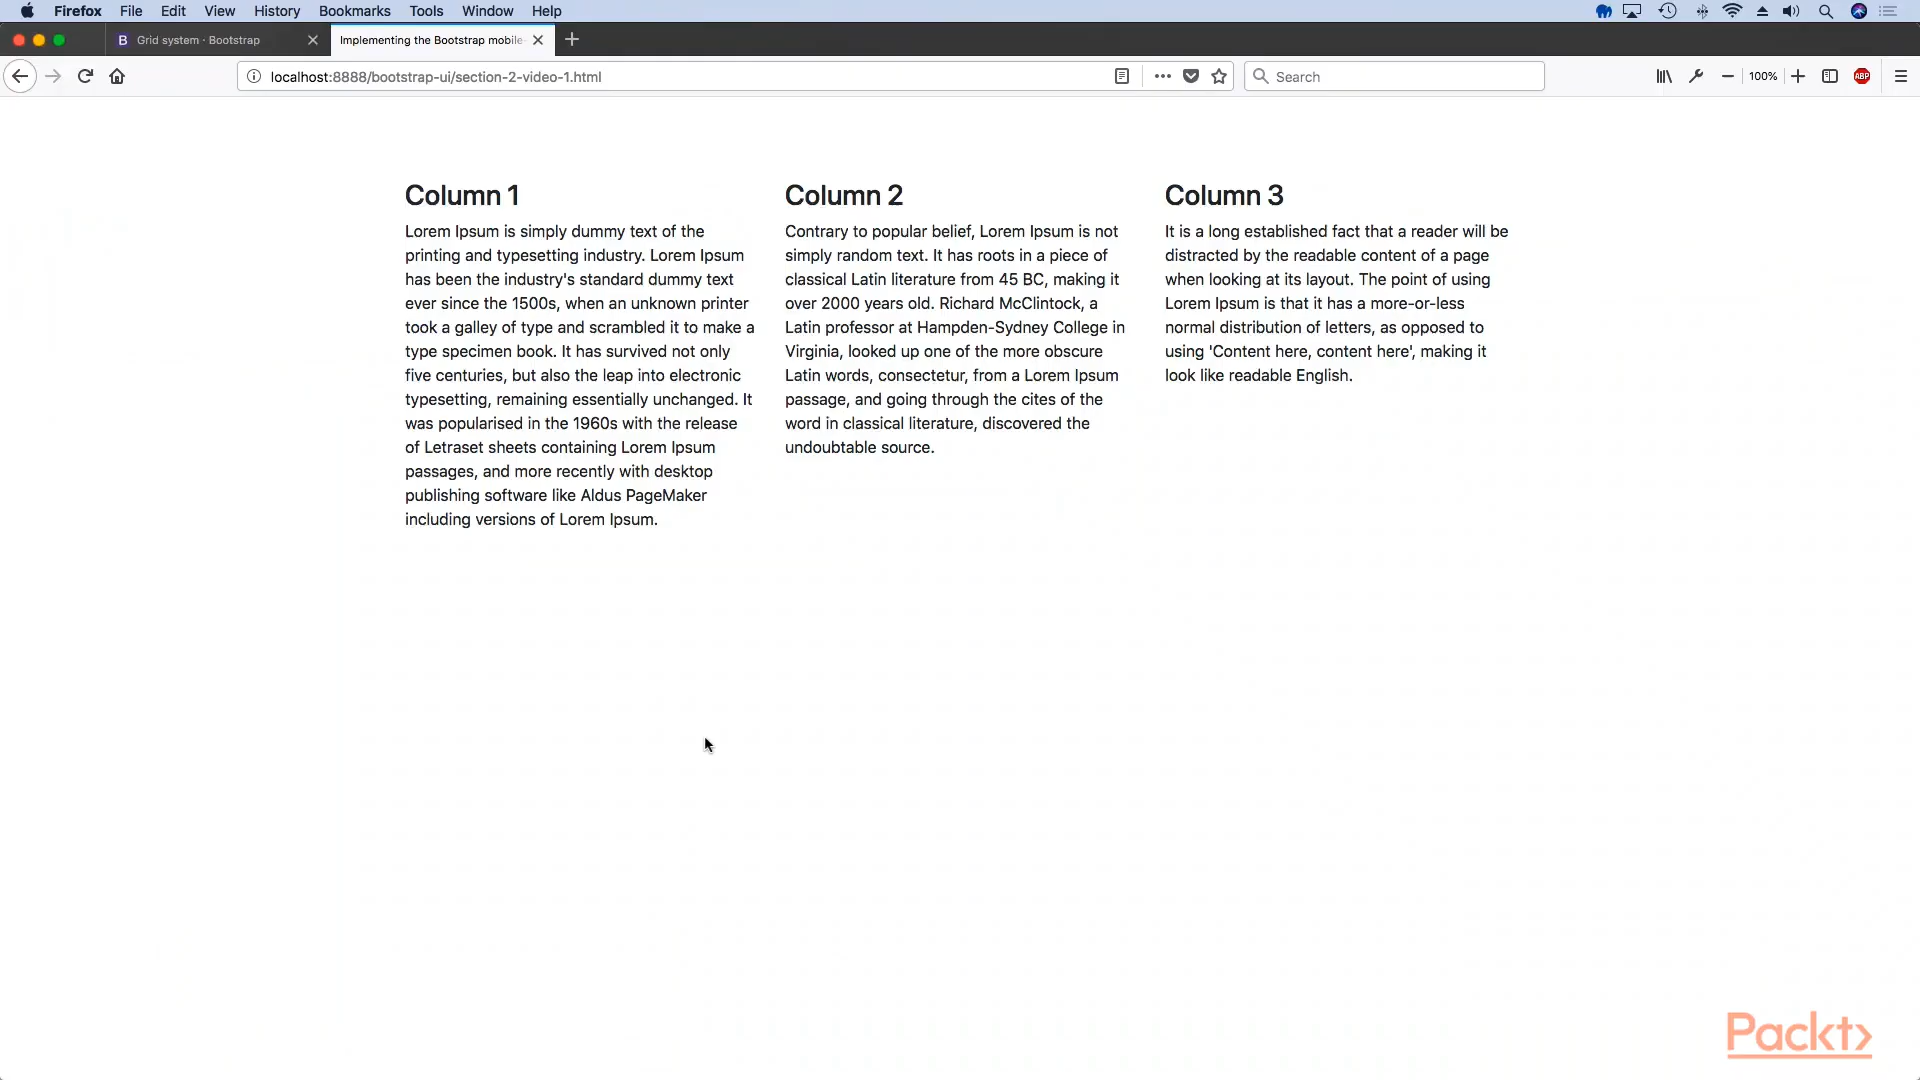 Firefox File Edit View History Bookmarks Tools Window Help
B Grid system · Bootstrap
Implementing the Bootstrap mobile-
localhost:8888/bootstrap-ui/section-2-video-1.html
Search
100%
ABP
Column 1
Lorem Ipsum is simply dummy text of the
printing and typesetting industry. Lorem Ipsum
has been the industry's standard dummy text
ever since the 1500s, when an unknown printer
took a galley of type and scrambled it to make a
type specimen book. It has survived not only
five centuries, but also the leap into electronic
typesetting, remaining essentially unchanged. It
was popularised in the 1960s with the release
of Letraset sheets containing Lorem Ipsum
passages, and more recently with desktop
publishing software like Aldus PageMaker
including versions of Lorem Ipsum.
Column 2
Contrary to popular belief, Lorem Ipsum is not
simply random text. It has roots in a piece of
classical Latin literature from 45 BC, making it
over 2000 years old. Richard McClintock, a
Latin professor at Hampden-Sydney College in
Virginia, looked up one of the more obscure
Latin words, consectetur, from a Lorem Ipsum
passage, and going through the cites of the
word in classical literature, discovered the
undoubtable source.
Column 3
It is a long established fact that a reader will be
distracted by the readable content of a page
when looking at its layout. The point of using
Lorem Ipsum is that it has a more-or-less
normal distribution of letters, as opposed to
using 'Content here, content here', making it
look like readable English.
Packt>